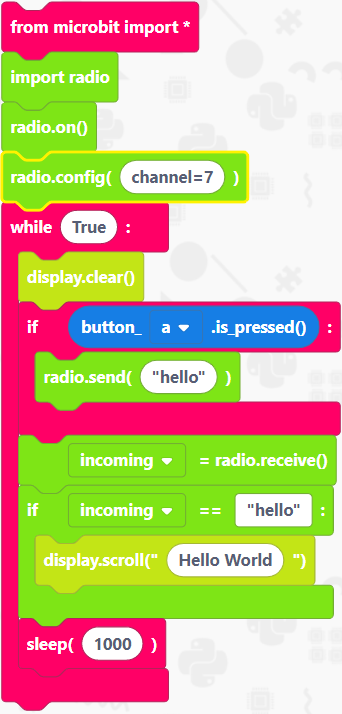 from microbit import *
import radio
radio.on()
radio.config( channel=7 )
while True :
display.clear()
if button_ a .is_pressed() :
radio.send( "hello" )
incoming = radio.receive()
if incoming == "hello" :
display.scroll(" Hello World ")
sleep( 1000 )